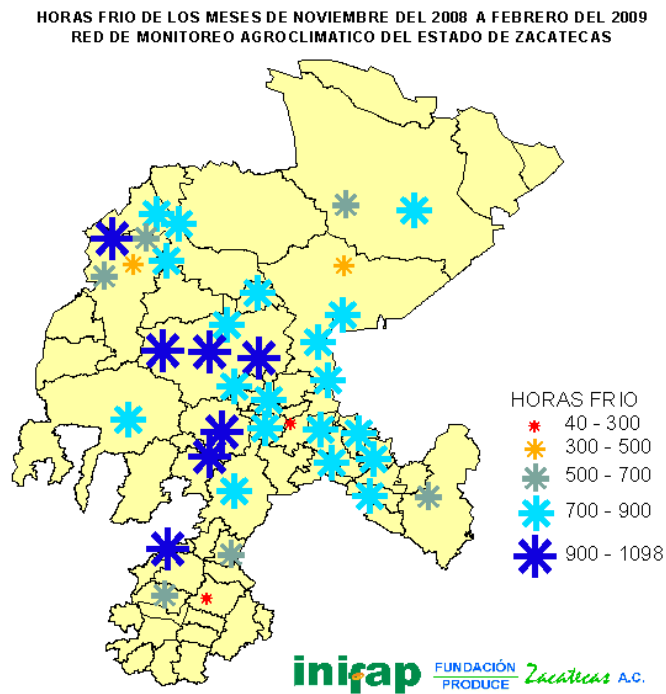 HORAS FRIO DE LOS MESES DE NOVIEMBRE DEL 2008 A FEBRERO DEL 2009
RED DE MONITOREO AGROCLIMATICO DEL ESTADO DE ZACATECAS
HORAS FRIO
40 - 300
300 - 500
500 - 700
700 - 900
900 - 1098
inifap
FUNDACIÓN
PRODUCE
Zacatecas A.C.